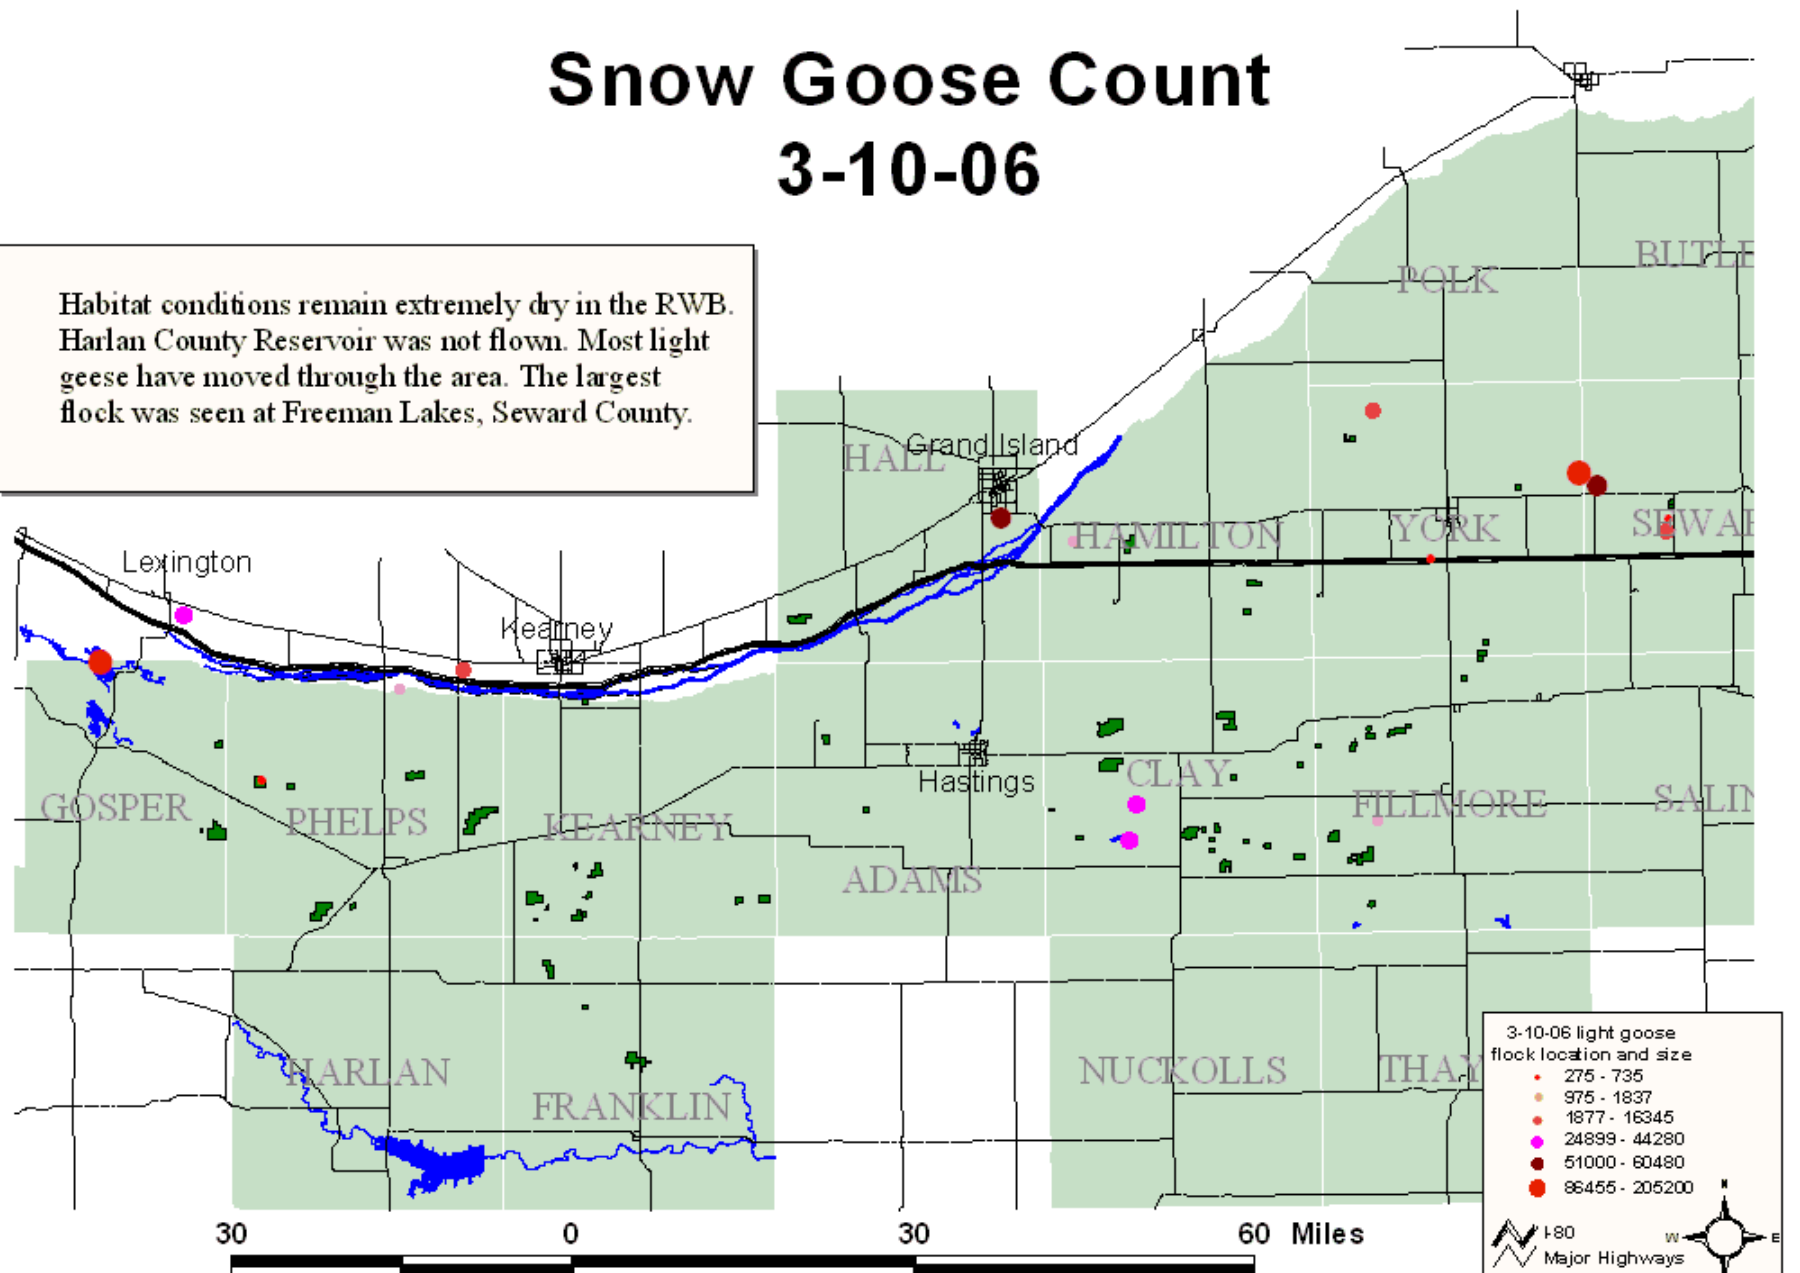 Snow Goose Count
3-10-06
Habitat conditions remain extremely dry in the RWB.
Harlan County Reservoir was not flown. Most light
geese have moved through the area. The largest
flock was seen at Freeman Lakes, Seward County.
BUTLE
POLK
Grand Island
HALL
HAMILTON
YORK
SEWAR
Lexington
Kearney
Hastings
CLAY
GOSPER
PHELPS
KEARNEY
FILLMORE
SALIN
ADAMS
HARLAN
FRANKLIN
NUCKOLLS
THAY
3-10-06 light goose
flock location and size
275 - 735
975 - 1837
1877 - 16345
24899 - 44280
51000 - 60480
86455 - 205200
I-80
Major Highways
N
W E
30 0 30 60 Miles